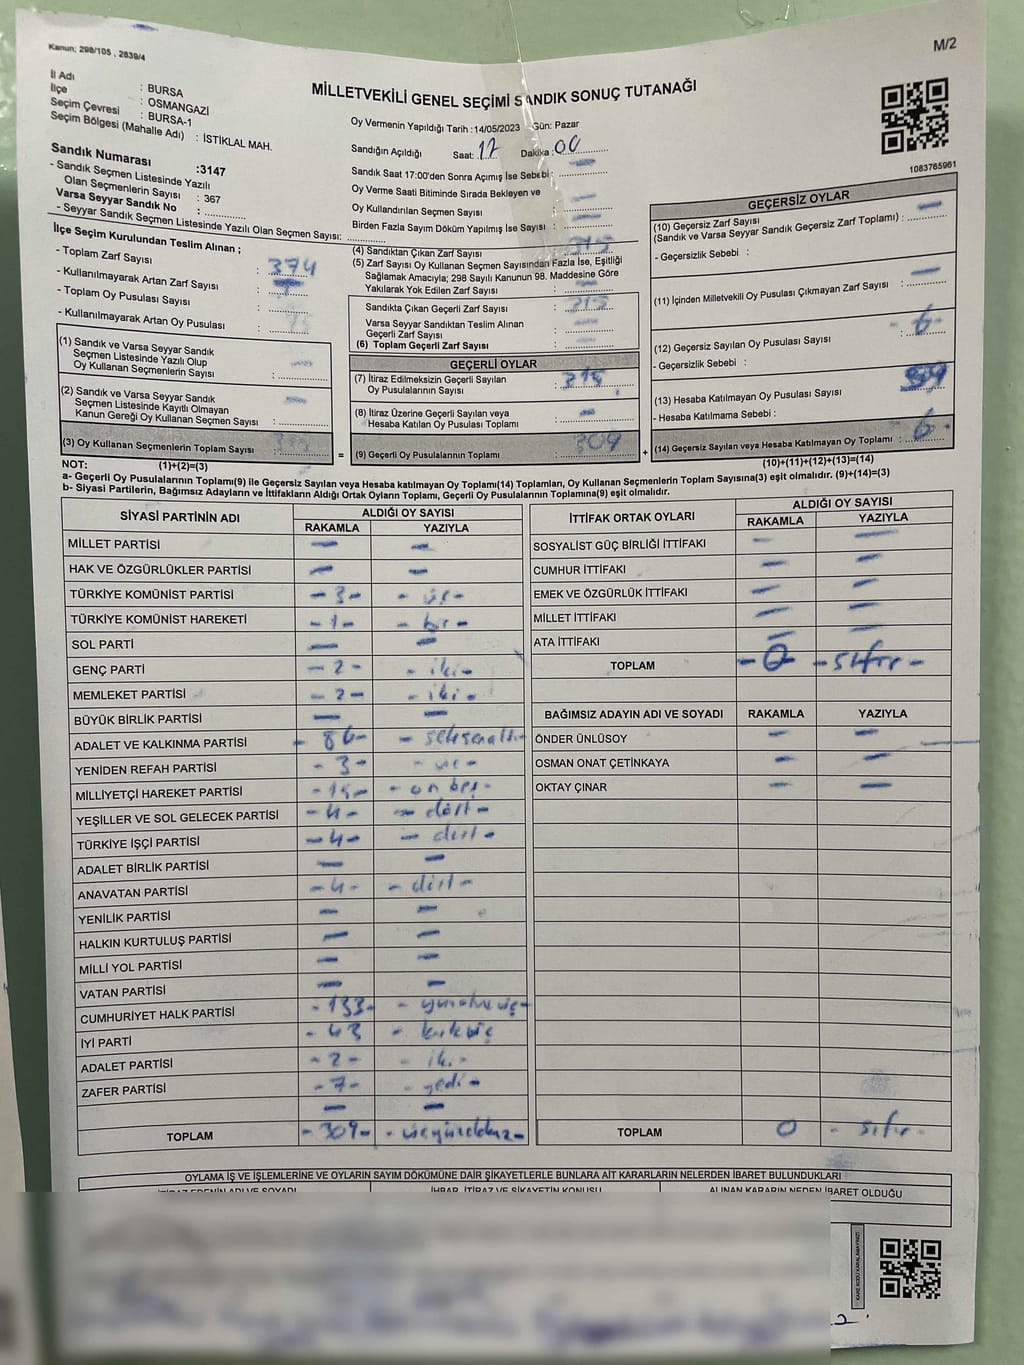 Kanun; 298/105 , 2839/4
M/2
İl Adı : BURSA
İlçe : OSMANGAZİ
Seçim Çevresi : BURSA-1
Seçim Bölgesi (Mahalle Adı) : İSTİKLAL MAH.
MİLLETVEKİLİ GENEL SEÇİMİ SANDIK SONUÇ TUTANAĞI
Oy Vermenin Yapıldığı Tarih :14/05/2023 Gün: Pazar
Sandığın Açıldığı Saat: 17 Dakika : 00
Sandık Saat 17:00'den Sonra Açımış İse Sebebi :
Oy Verme Saati Bitiminde Sırada Bekleyen ve
Oy Kullandırılan Seçmen Sayısı
Birden Fazla Sayım Döküm Yapılmış İse Sayısı :
1083765961
Sandık Numarası :3147
- Sandık Seçmen Listesinde Yazılı
Olan Seçmenlerin Sayısı : 367
Varsa Seyyar Sandık No :
- Seyyar Sandık Seçmen Listesinde Yazılı Olan Seçmen Sayısı:
İlçe Seçim Kurulundan Teslim Alınan ;
- Toplam Zarf Sayısı : 374
- Kullanılmayarak Artan Zarf Sayısı :
- Toplam Oy Pusulası Sayısı :
- Kullanılmayarak Artan Oy Pusulası :
(1) Sandık ve Varsa Seyyar Sandık
Seçmen Listesinde Yazılı Olup
Oy Kullanan Seçmenlerin Sayısı :
(2) Sandık ve Varsa Seyyar Sandık
Seçmen Listesinde Kayıtlı Olmayan
Kanun Gereği Oy Kullanan Seçmen Sayısı :
(3) Oy Kullanan Seçmenlerin Toplam Sayısı :
(4) Sandıktan Çıkan Zarf Sayısı : 315
(5) Zarf Sayısı Oy Kullanan Seçmen Sayısından Fazla İse, Eşitliği
Sağlamak Amacıyla; 298 Sayılı Kanunun 98. Maddesine Göre
Yakılarak Yok Edilen Zarf Sayısı :
Sandıkta Çıkan Geçerli Zarf Sayısı : 315
Varsa Seyyar Sandıktan Teslim Alınan
Geçerli Zarf Sayısı :
(6) Toplam Geçerli Zarf Sayısı :
GEÇERLİ OYLAR
(7) İtiraz Edilmeksizin Geçerli Sayılan
Oy Pusulalarının Sayısı :
(8) İtiraz Üzerine Geçerli Sayılan veya
Hesaba Katılan Oy Pusulası Toplamı :
(9) Geçerli Oy Pusulalarının Toplamı : 309
GEÇERSİZ OYLAR
(10) Geçersiz Zarf Sayısı
(Sandık ve Varsa Seyyar Sandık Geçersiz Zarf Toplamı) :
- Geçersizlik Sebebi :
(11) İçinden Milletvekili Oy Pusulası Çıkmayan Zarf Sayısı :
(12) Geçersiz Sayılan Oy Pusulası Sayısı : - 6 -
- Geçersizlik Sebebi :
(13) Hesaba Katılmayan Oy Pusulası Sayısı :
- Hesaba Katılmama Sebebi :
(14) Geçersiz Sayılan veya Hesaba Katılmayan Oy Toplamı : 6
NOT: (1)+(2)=(3) (10)+(11)+(12)+(13)=(14)
a- Geçerli Oy Pusulasının Toplamı(9) ile Geçersiz Sayılan veya Hesaba Katılmayan Oy Toplamı(14) Toplamları, Oy Kullanan Seçmenlerin Toplam Sayısına(3) eşit olmalıdır. (9)+(14)=(3)
b- Siyasi Partilerin, Bağımsız Adayların ve İttifakların Aldığı Ortak Oyların Toplamı, Geçerli Oy Pusulalarının Toplamına(9) eşit olmalıdır.
SİYASİ PARTİNİN ADI ALDIĞI OY SAYISI
RAKAMLA YAZIYLA
MİLLET PARTİSİ — —
HAK VE ÖZGÜRLÜKLER PARTİSİ — —
TÜRKİYE KOMÜNİST PARTİSİ - 3 - - üç -
TÜRKİYE KOMÜNİST HAREKETİ - 1 - - bir -
SOL PARTİ — —
GENÇ PARTİ - 2 - - iki -
MEMLEKET PARTİSİ - 2 - - iki -
BÜYÜK BİRLİK PARTİSİ — —
ADALET VE KALKINMA PARTİSİ - 86 - - seksenaltı -
YENİDEN REFAH PARTİSİ - 3 - - üç -
MİLLİYETÇİ HAREKET PARTİSİ - 15 - - on beş -
YEŞİLLER VE SOL GELECEK PARTİSİ - 4 - - dört -
TÜRKİYE İŞÇİ PARTİSİ - 4 - - dört -
ADALET BİRLİK PARTİSİ — —
ANAVATAN PARTİSİ - 4 - - dört -
YENİLİK PARTİSİ — —
HALKIN KURTULUŞ PARTİSİ — —
MİLLİ YOL PARTİSİ — —
VATAN PARTİSİ — —
CUMHURİYET HALK PARTİSİ - 133 -
İYİ PARTİ - 43 - kırküç
ADALET PARTİSİ - 2 - - iki -
ZAFER PARTİSİ - 7 - - yedi -
— —
TOPLAM - 309 - - üçyüzdokuz -
İTTİFAK ORTAK OYLARI ALDIĞI OY SAYISI
RAKAMLA YAZIYLA
SOSYALİST GÜÇ BİRLİĞİ İTTİFAKI — —
CUMHUR İTTİFAKI — —
EMEK VE ÖZGÜRLÜK İTTİFAKI — —
MİLLET İTTİFAKI — —
ATA İTTİFAKI — —
TOPLAM - 0 - - sıfır -
BAĞIMSIZ ADAYIN ADI VE SOYADI RAKAMLA YAZIYLA
ÖNDER ÜNLÜSOY — —
OSMAN ONAT ÇETİNKAYA — —
OKTAY ÇINAR — —
TOPLAM 0 - sıfır -
OYLAMA İŞ VE İŞLEMLERİNE VE OYLARIN SAYIM DÖKÜMÜNE DAİR ŞİKAYETLERLE BUNLARA AİT KARARLARIN NELERDEN İBARET BULUNDUKLARI
İTİRAZ EDENİN ADI VE SOYADI İHBAR, İTİRAZ VE ŞİKAYETİN KONUSU ALINAN KARARIN NEDEN İBARET OLDUĞU